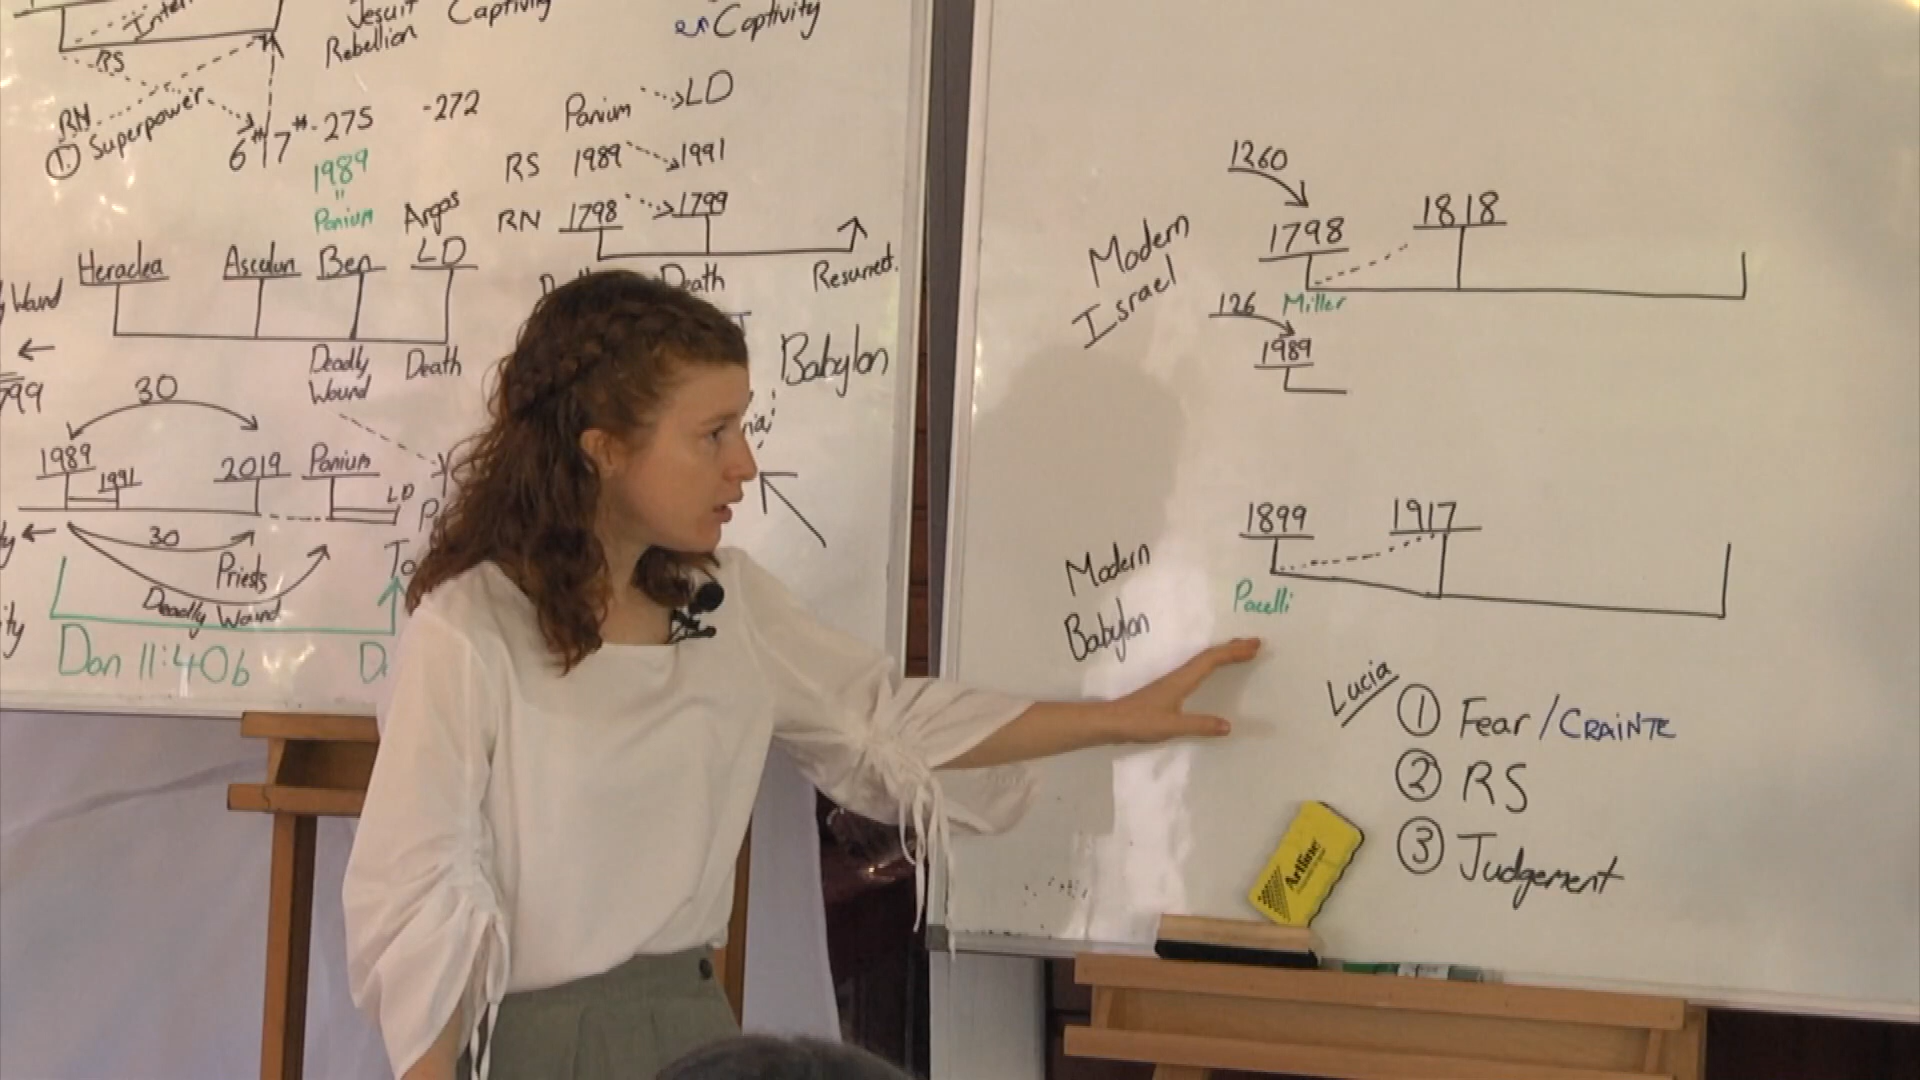 RS
RN
① Superpower
Jesuit
Rebellion
Captivity
en Captivity
6th/7th
-275
-272
1989
"
Panium
Panium
LD
RS
1989
1991
RN
1798
1799
Death
Resurrect.
Heraclea
Ascalun
Ben
Argos
LD
Deadly
Wound
Death
Wound
30
1989
1991
2019
Panium
LD
30
Priests
Deadly Wound
Dan 11:40b
Babylon
Modern
Israel
1260
1798
1818
Miller
126
1989
Modern
Babylon
1899
1917
Pacelli
Lucia
① Fear/CRAINTE
② RS
③ Judgement
Artline